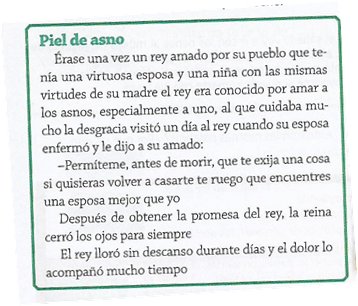 Piel de asno
Érase una vez un rey amado por su pueblo que te-
nía una virtuosa esposa y una niña con las mismas
virtudes de su madre el rey era conocido por amar a
los asnos, especialmente a uno, al que cuidaba mu-
cho la desgracia visitó un día al rey cuando su esposa
enfermó y le dijo a su amado:
–Permíteme, antes de morir, que te exija una cosa
si quisieras volver a casarte te ruego que encuentres
una esposa mejor que yo
Después de obtener la promesa del rey, la reina
cerró los ojos para siempre
El rey lloró sin descanso durante días y el dolor lo
acompañó mucho tiempo